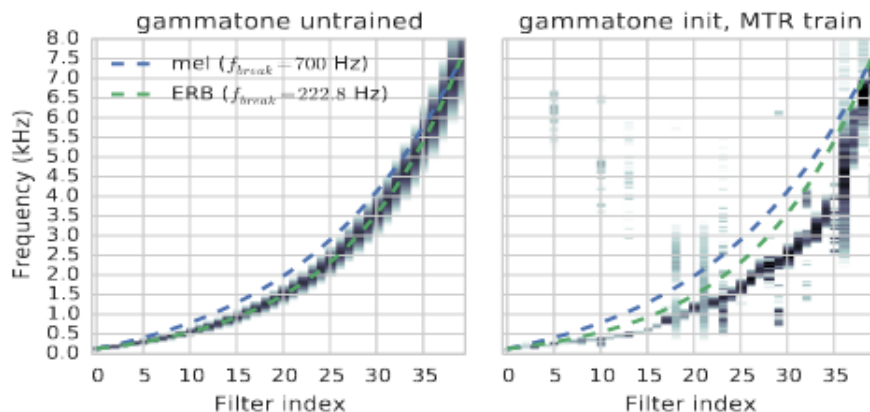 gammatone untrained
8.0
7.5
7.0
6.5
6.0
5.5
5.0
4.5
4.0
3.5
3.0
2.5
2.0
1.5
1.0
0.5
0.0
Frequency (kHz)
mel (f_break=700 Hz)
ERB (f_break=222.8 Hz)
0 5 10 15 20 25 30 35
Filter index
gammatone init, MTR train
0 5 10 15 20 25 30 35
Filter index